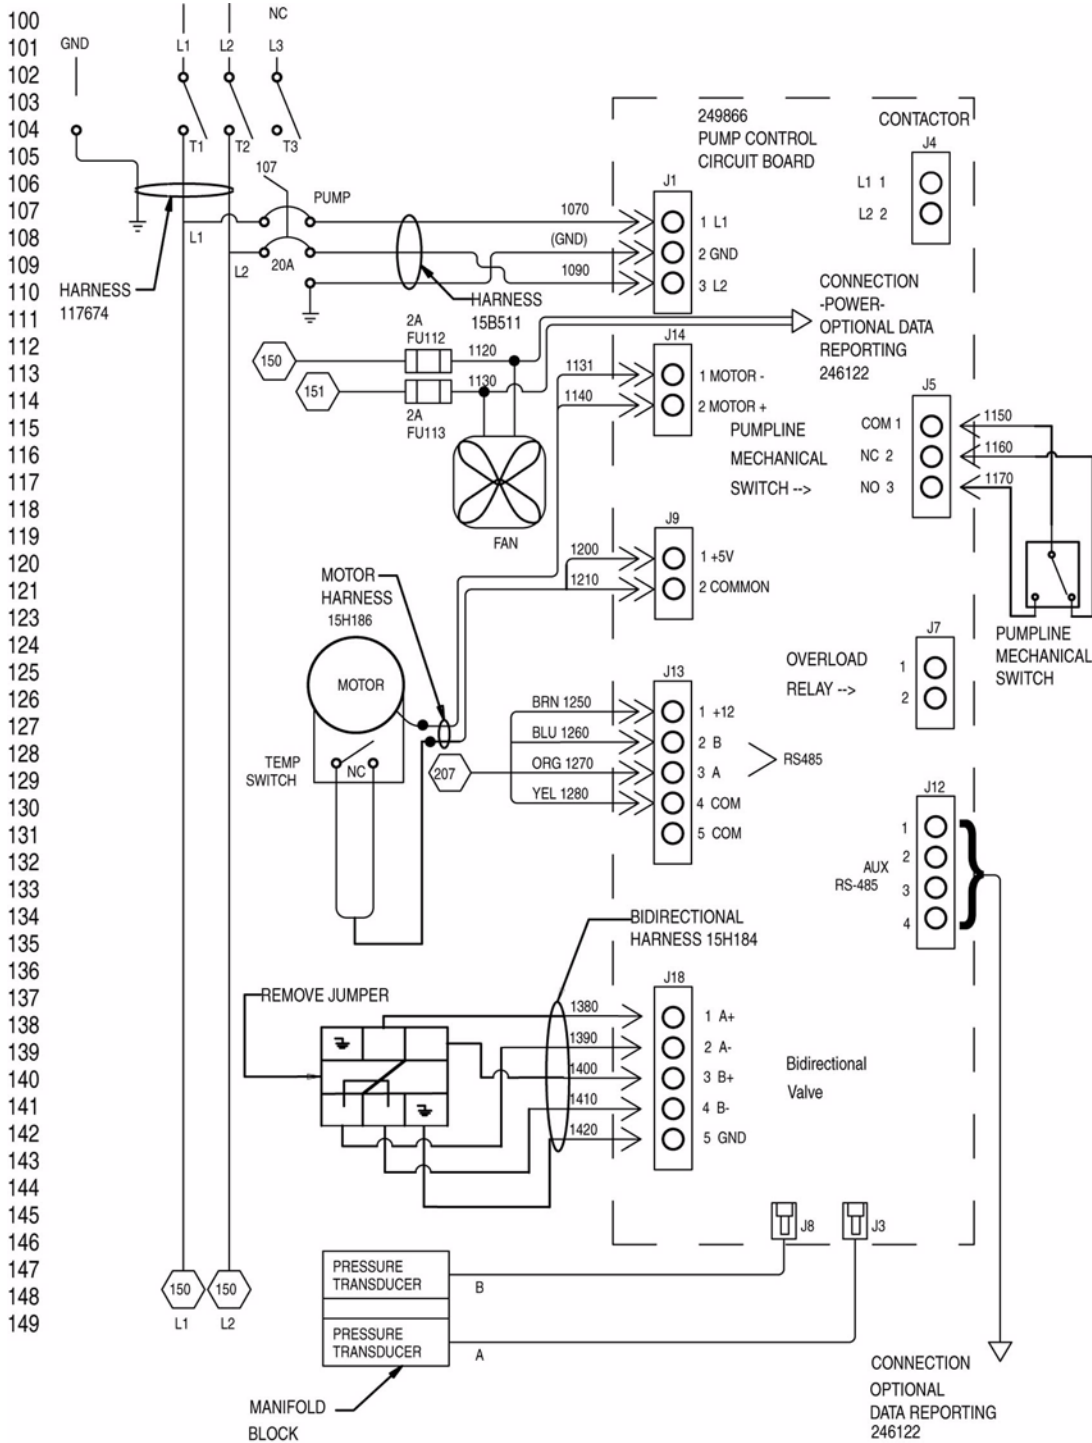 100
101
102
103
104
105
106
107
108
109
110
111
112
113
114
115
116
117
118
119
120
121
123
124
125
126
127
128
129
130
131
132
133
134
135
136
137
138
139
140
141
142
143
144
145
146
147
148
149
NC
GND
L1
L2
L3
T1
T2
T3
107
PUMP
L1
L2
20A
HARNESS
117674
HARNESS
15B511
1070
(GND)
1090
249866
PUMP CONTROL
CIRCUIT BOARD
CONTACTOR
J4
L1 1
L2 2
J1
1 L1
2 GND
3 L2
CONNECTION
-POWER-
OPTIONAL DATA
REPORTING
246122
2A
FU112
150
1120
151
1130
2A
FU113
FAN
1131
1140
J14
1 MOTOR -
2 MOTOR +
PUMPLINE
MECHANICAL
SWITCH -->
J5
COM 1
NC 2
NO 3
1150
1160
1170
PUMPLINE
MECHANICAL
SWITCH
J9
1200
1210
1 +5V
2 COMMON
MOTOR
HARNESS
15H186
MOTOR
TEMP
SWITCH
NC
207
J13
BRN 1250
BLU 1260
ORG 1270
YEL 1280
1 +12
2 B
3 A
4 COM
5 COM
RS485
OVERLOAD
RELAY -->
J7
1
2
J12
1
2
3
4
AUX
RS-485
BIDIRECTIONAL
HARNESS 15H184
REMOVE JUMPER
J18
1380
1390
1400
1410
1420
1 A+
2 A-
3 B+
4 B-
5 GND
Bidirectional
Valve
J8
J3
PRESSURE
TRANSDUCER
B
PRESSURE
TRANSDUCER
A
MANIFOLD
BLOCK
150
150
L1
L2
CONNECTION
OPTIONAL
DATA REPORTING
246122